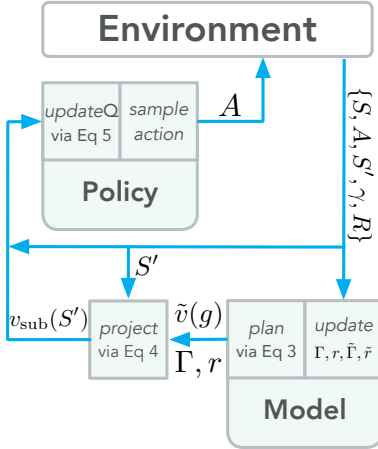 Environment
updateQ
via Eq 5
sample
action
Policy
A
{S, A, S′, γ, R}
S′
v_sub(S′)
project
via Eq 4
ṽ(g)
Γ, r
plan
via Eq 3
update
Γ, r, Γ̃, r̃
Model